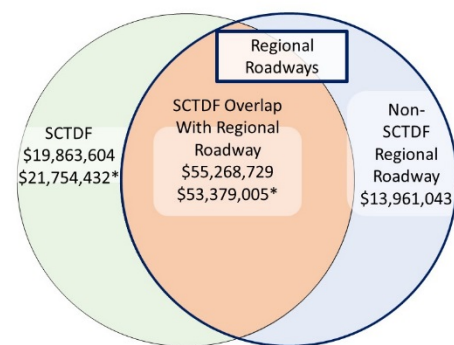 Regional
Roadways
SCTDF
$19,863,604
$21,754,432*
SCTDF Overlap
With Regional
Roadway
$55,268,729
$53,379,005*
Non-
SCTDF
Regional
Roadway
$13,961,043